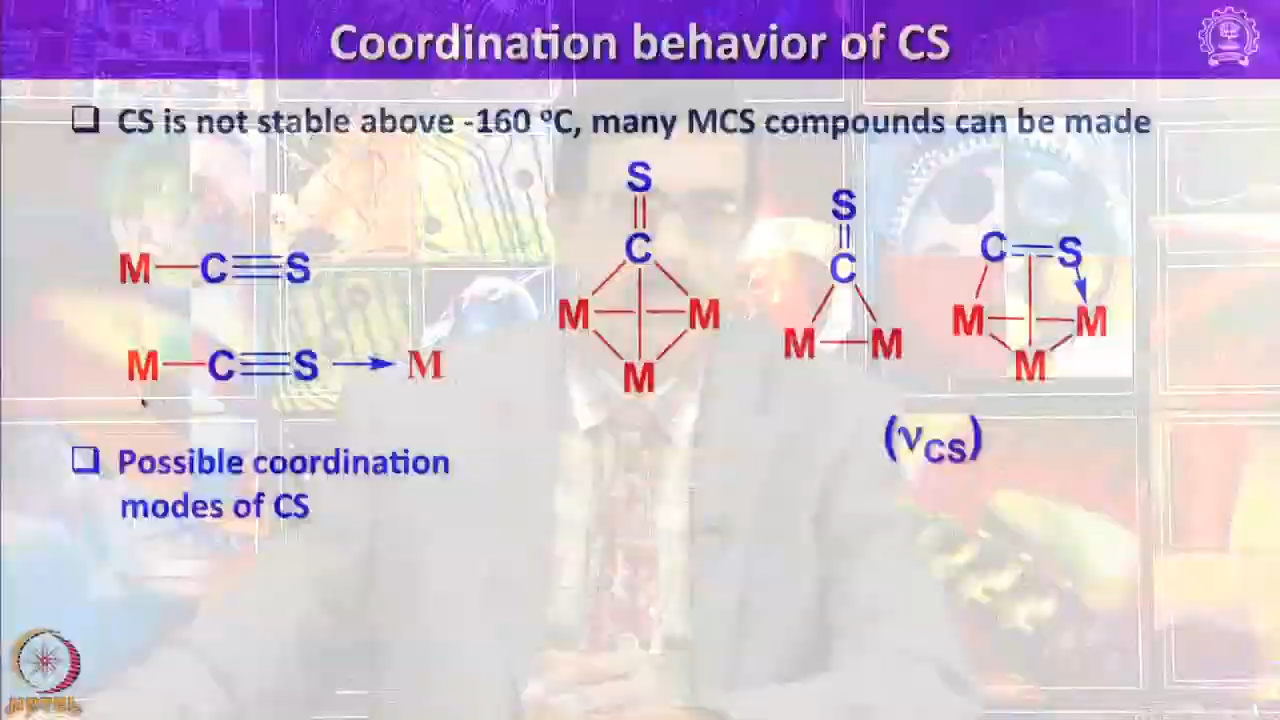 Coordination behavior of CS
❑ CS is not stable above -160 °C, many MCS compounds can be made
M—C≡S
M—C≡S→M
S
C
M M
M
S
C
M M
C=S
M M
M
(νCS)
❑ Possible coordination
modes of CS
NPTEL